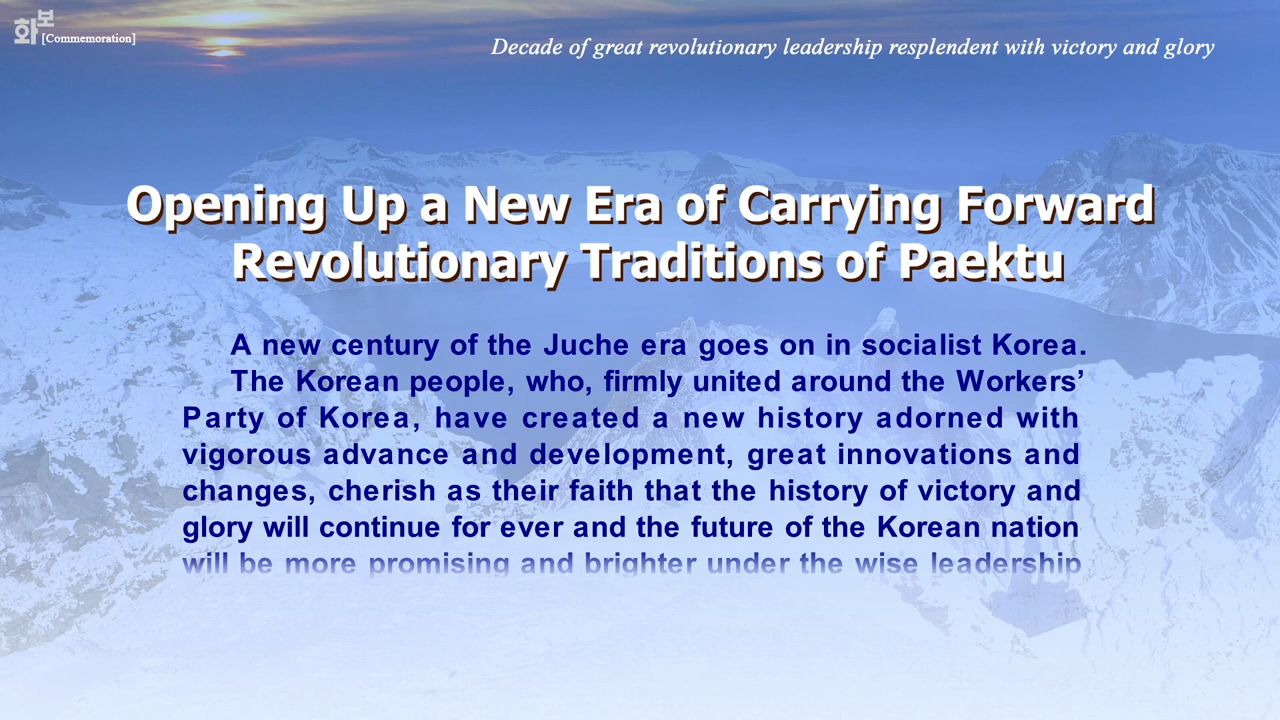 화보
[Commemoration]
Decade of great revolutionary leadership resplendent with victory and glory
Opening Up a New Era of Carrying Forward
Revolutionary Traditions of Paektu
A new century of the Juche era goes on in socialist Korea.
The Korean people, who, firmly united around the Workers’
Party of Korea, have created a new history adorned with
vigorous advance and development, great innovations and
changes, cherish as their faith that the history of victory and
glory will continue for ever and the future of the Korean nation
will be more promising and brighter under the wise leadership